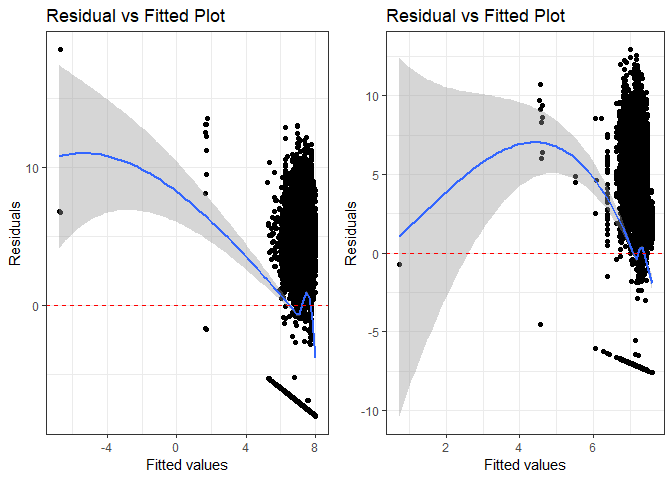 Residual vs Fitted Plot
Residuals
10
0
-4
0
4
8
Fitted values
Residual vs Fitted Plot
Residuals
10
5
0
-5
-10
2
4
6
Fitted values